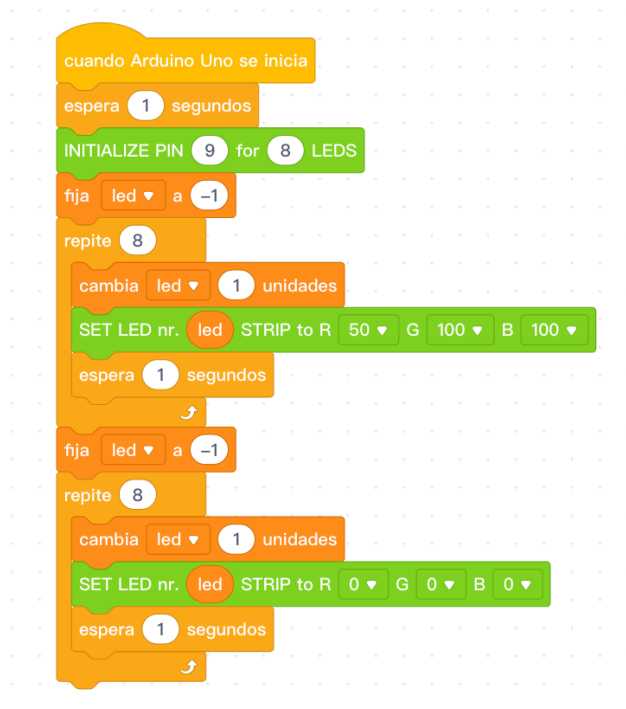 cuando Arduino Uno se inicia
espera 1 segundos
INITIALIZE PIN 9 for 8 LEDS
fija led ▾ a -1
repite 8
cambia led ▾ 1 unidades
SET LED nr. led STRIP to R 50 ▾ G 100 ▾ B 100 ▾
espera 1 segundos
fija led ▾ a -1
repite 8
cambia led ▾ 1 unidades
SET LED nr. led STRIP to R 0 ▾ G 0 ▾ B 0 ▾
espera 1 segundos